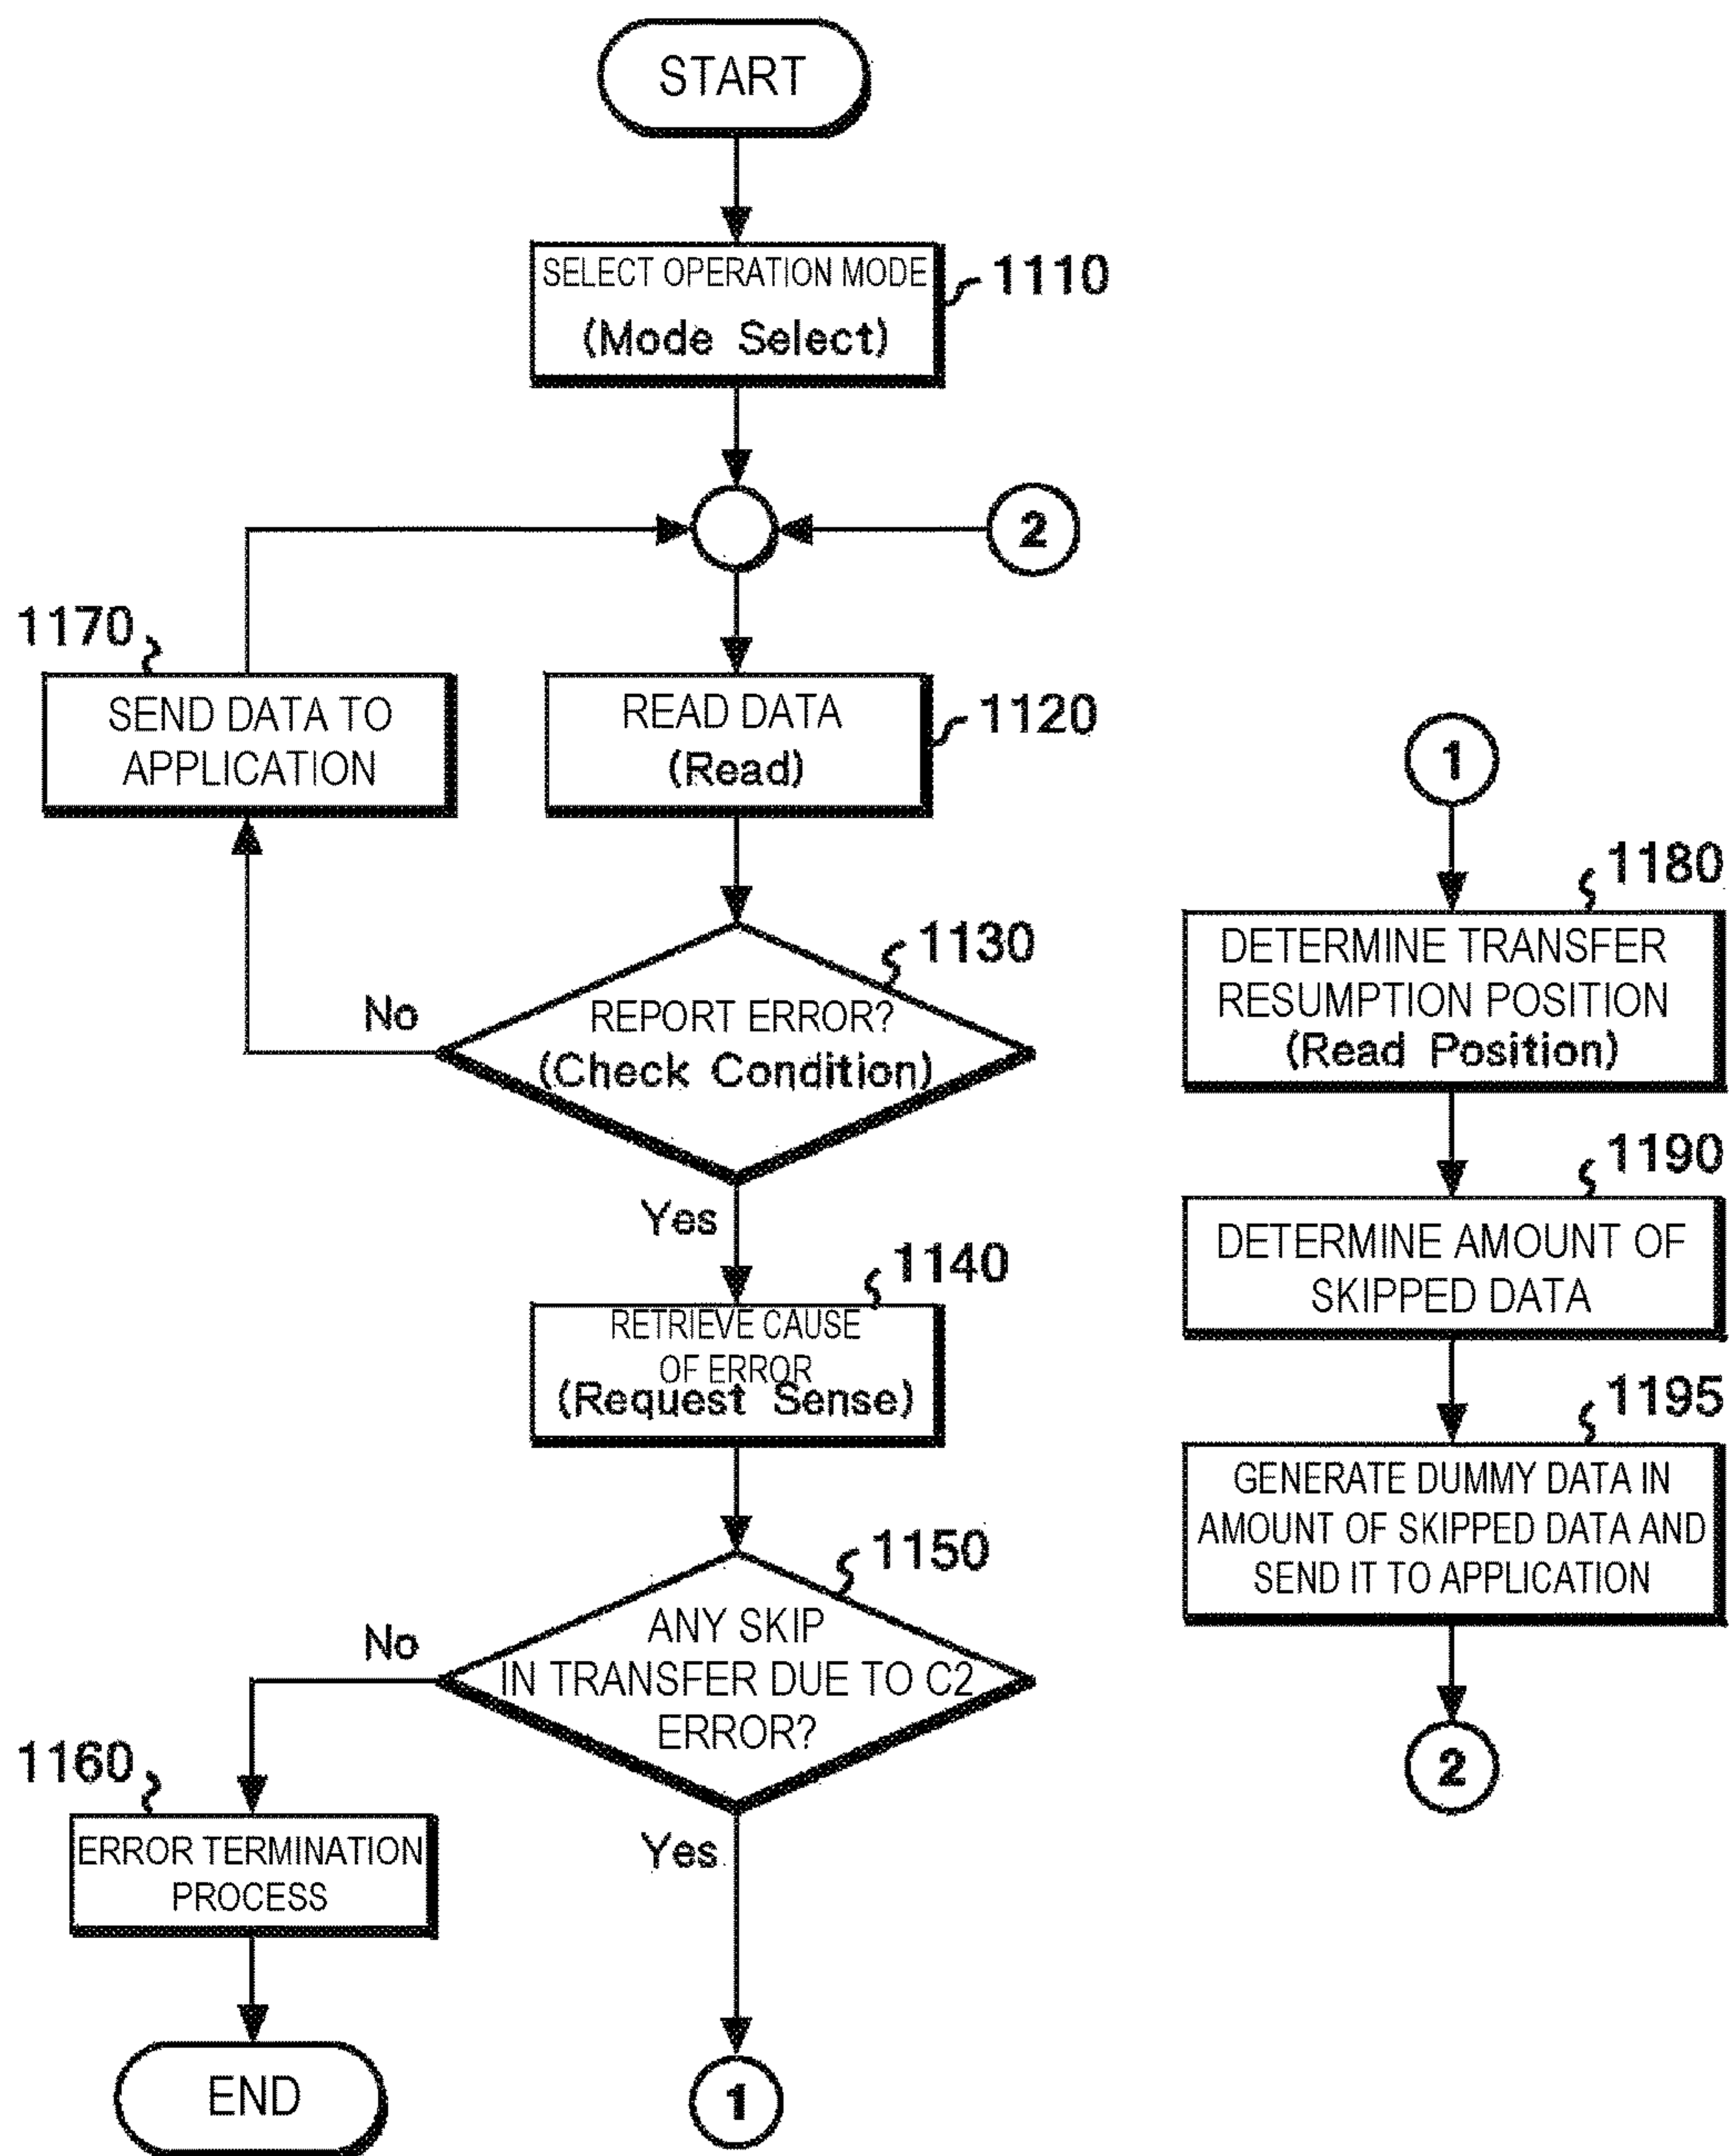 START
SELECT OPERATION MODE
(Mode Select)
1110
2
1170
SEND DATA TO
APPLICATION
READ DATA
(Read)
1120
1130
REPORT ERROR?
(Check Condition)
No
Yes
1140
RETRIEVE CAUSE
OF ERROR
(Request Sense)
1150
ANY SKIP
IN TRANSFER DUE TO C2
ERROR?
No
Yes
1160
ERROR TERMINATION
PROCESS
END
1
1
1180
DETERMINE TRANSFER
RESUMPTION POSITION
(Read Position)
1190
DETERMINE AMOUNT OF
SKIPPED DATA
1195
GENERATE DUMMY DATA IN
AMOUNT OF SKIPPED DATA AND
SEND IT TO APPLICATION
2